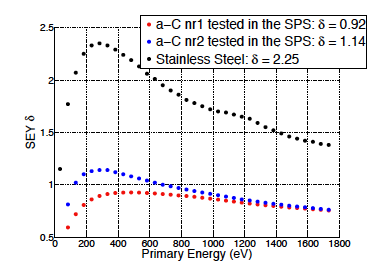 2.5
2
1.5
1
0.5
SEY δ
a−C nr1 tested in the SPS: δ = 0.92
a−C nr2 tested in the SPS: δ = 1.14
Stainless Steel: δ = 2.25
0 200 400 600 800 1000 1200 1400 1600 1800
Primary Energy (eV)